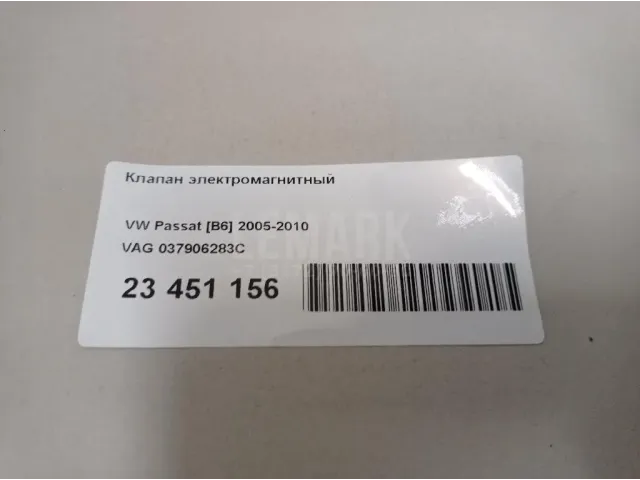 Клапан электромагнитный
VW Passat [B6] 2005-2010
VAG 037906283C
23 451 156